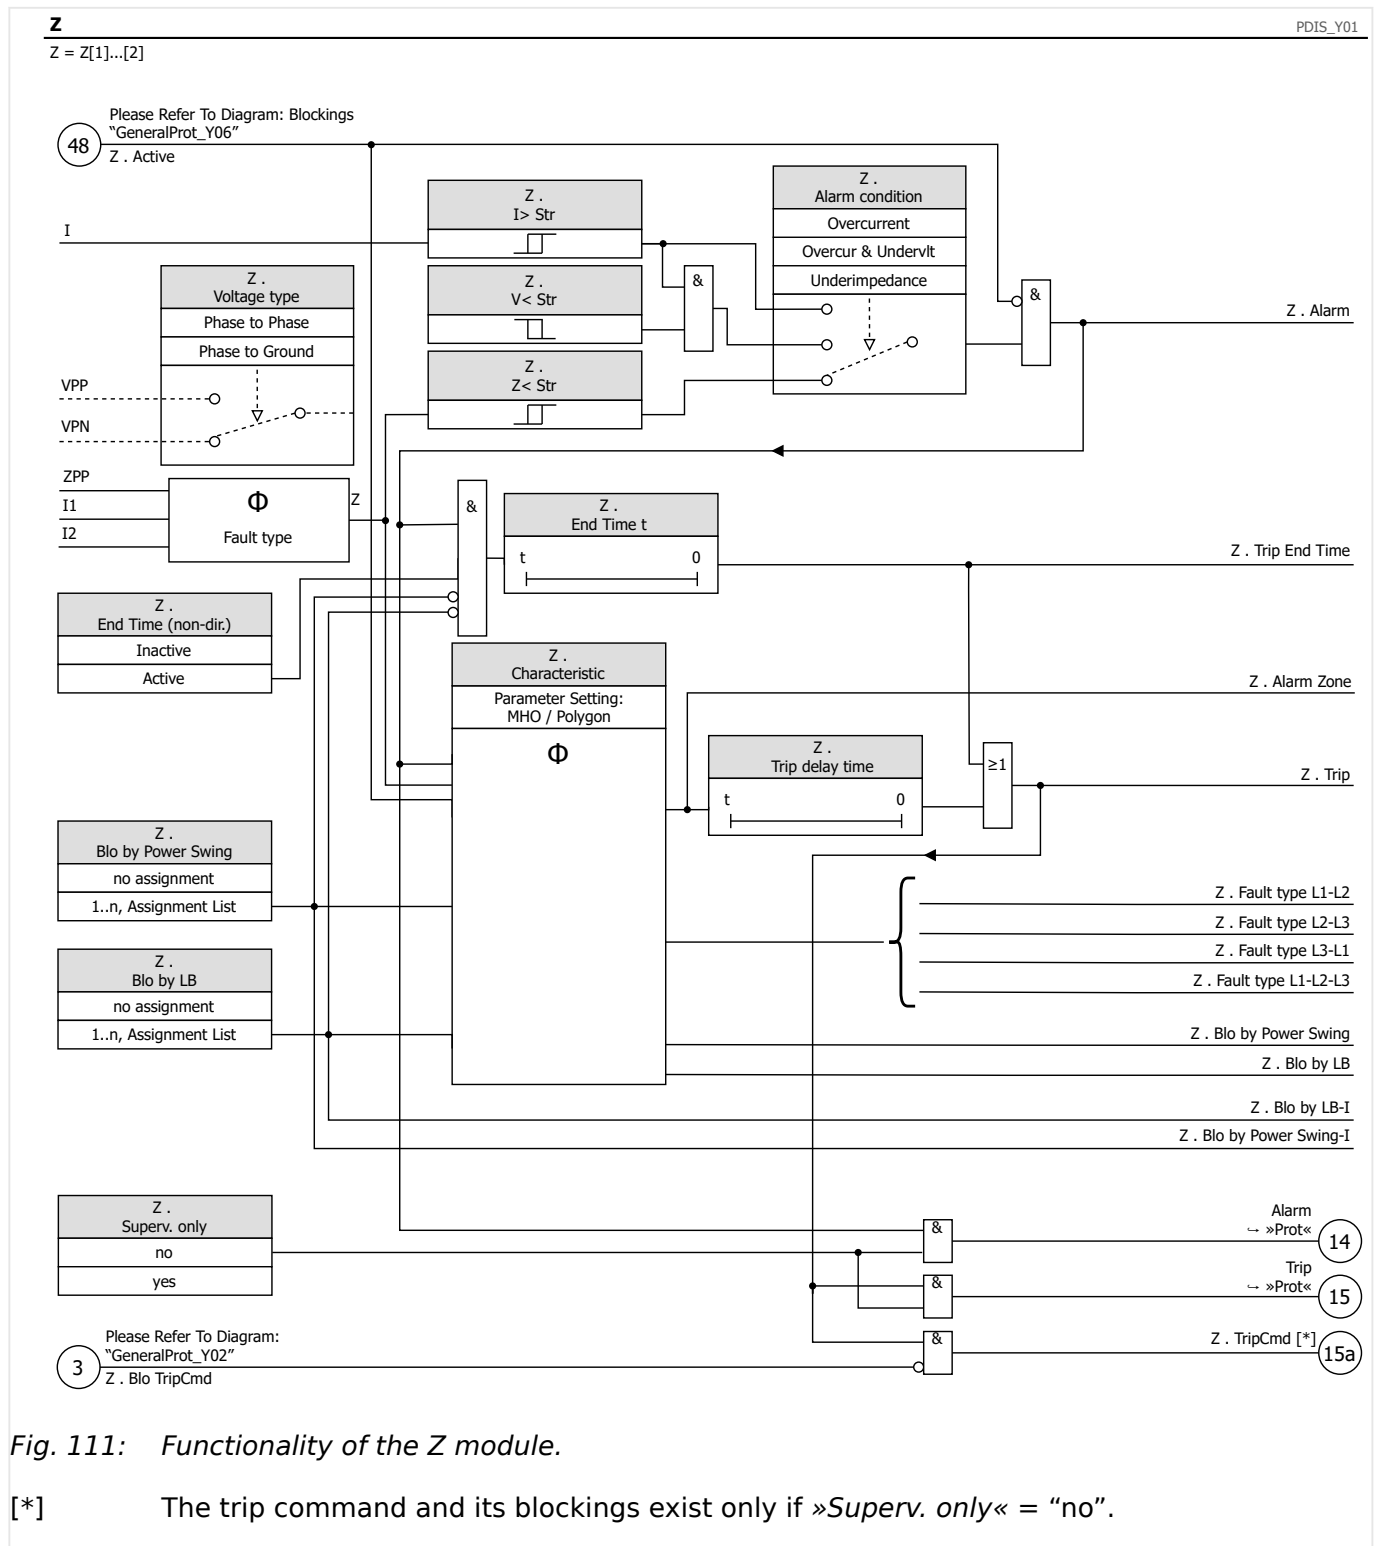 Z
PDIS_Y01
Z = Z[1]...[2]
Please Refer To Diagram: Blockings
“GeneralProt_Y06”
48
Z . Active
Z .
I> Str
Z .
Alarm condition
Overcurrent
Overcur & Undervlt
Underimpedance
I
Z .
Voltage type
Phase to Phase
Phase to Ground
Z .
V< Str
&
&
Z . Alarm
Z .
Z< Str
VPP
VPN
ZPP
I1
I2
Φ
Fault type
Z
&
Z .
End Time t
t
0
Z . Trip End Time
Z .
End Time (non-dir.)
Inactive
Active
Z .
Characteristic
Parameter Setting:
MHO / Polygon
Φ
Z . Alarm Zone
Z .
Trip delay time
t
0
≥1
Z . Trip
Z .
Blo by Power Swing
no assignment
1..n, Assignment List
Z . Fault type L1-L2
Z . Fault type L2-L3
Z . Fault type L3-L1
Z . Fault type L1-L2-L3
Z .
Blo by LB
no assignment
1..n, Assignment List
Z . Blo by Power Swing
Z . Blo by LB
Z . Blo by LB-I
Z . Blo by Power Swing-I
Z .
Superv. only
no
yes
&
Alarm
↪ »Prot«
14
&
Trip
↪ »Prot«
15
Please Refer To Diagram:
“GeneralProt_Y02”
3
Z . Blo TripCmd
&
Z . TripCmd [*]
15a
Fig. 111: Functionality of the Z module.
[*] The trip command and its blockings exist only if »Superv. only« = “no”.